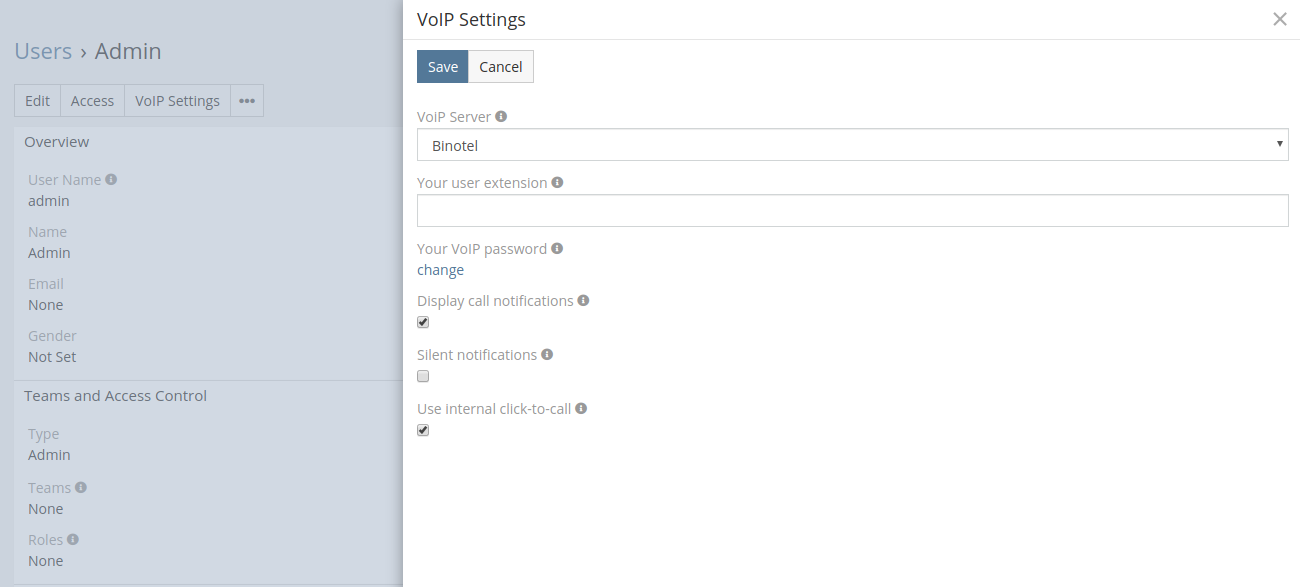 Users › Admin
Edit
Access
VoIP Settings
•••
Overview
User Name
admin
Name
Admin
Email
None
Gender
Not Set
Teams and Access Control
Type
Admin
Teams
None
Roles
None
VoIP Settings
×
Save
Cancel
VoIP Server
Binotel
Your user extension
Your VoIP password
change
Display call notifications
Silent notifications
Use internal click-to-call